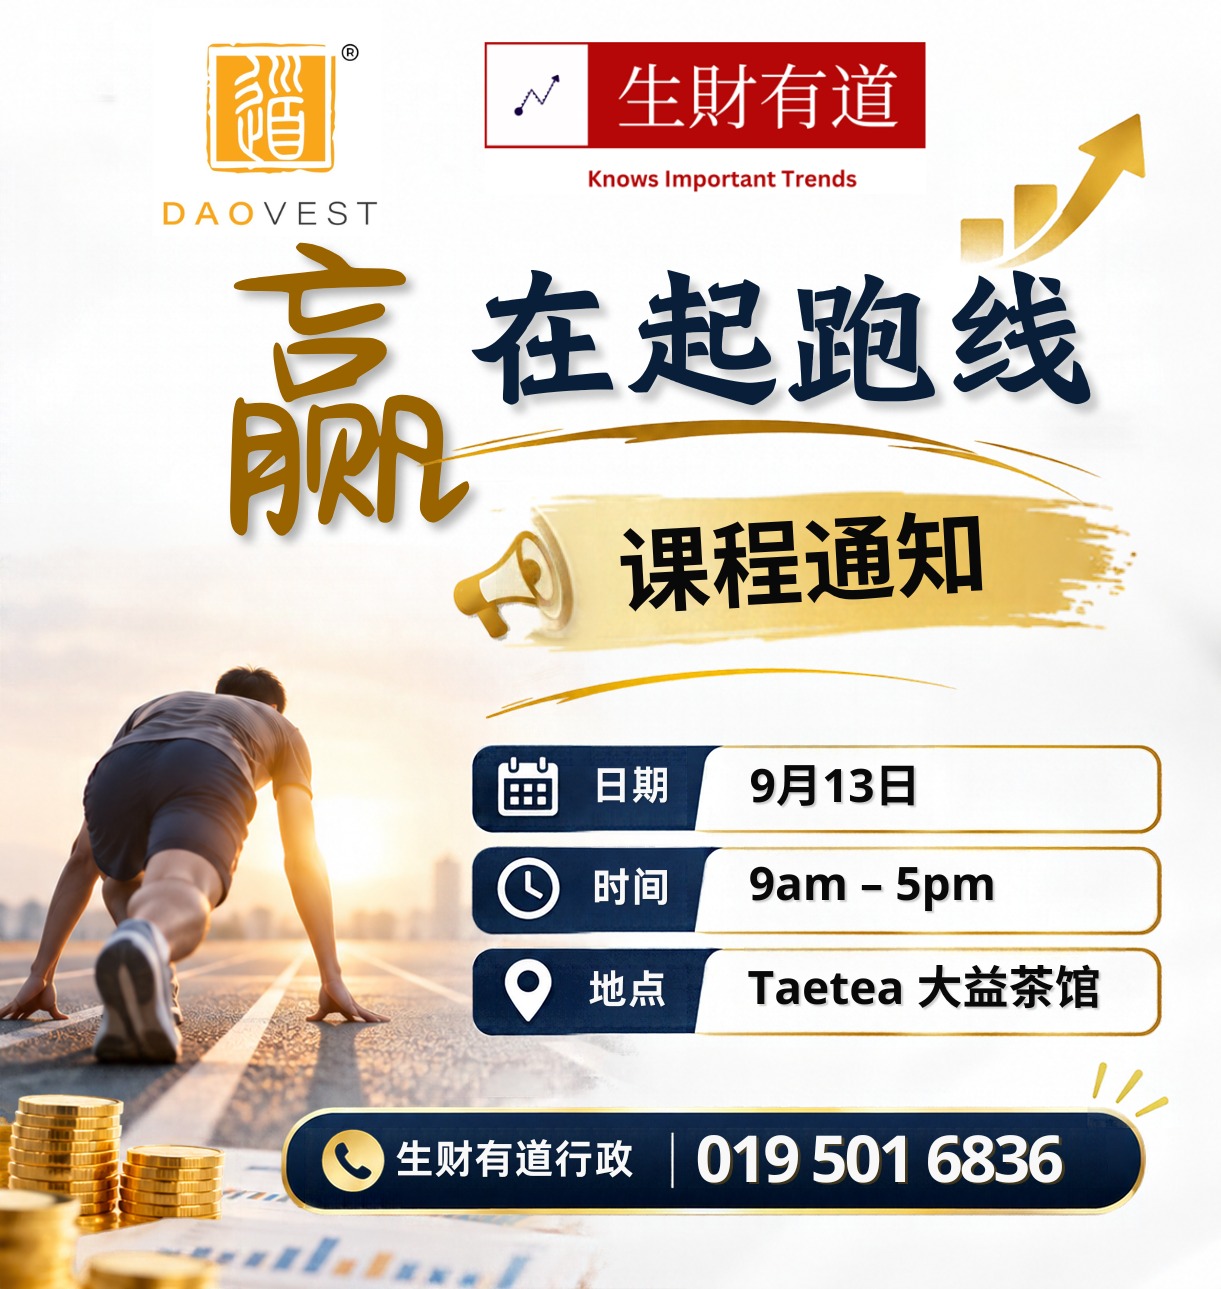 道®
DAOVEST
生財有道
Knows Important Trends
赢在起跑线
课程通知
日期 9月13日
时间 9am – 5pm
地点 Taetea 大益茶馆
生财有道行政 | 019 501 6836